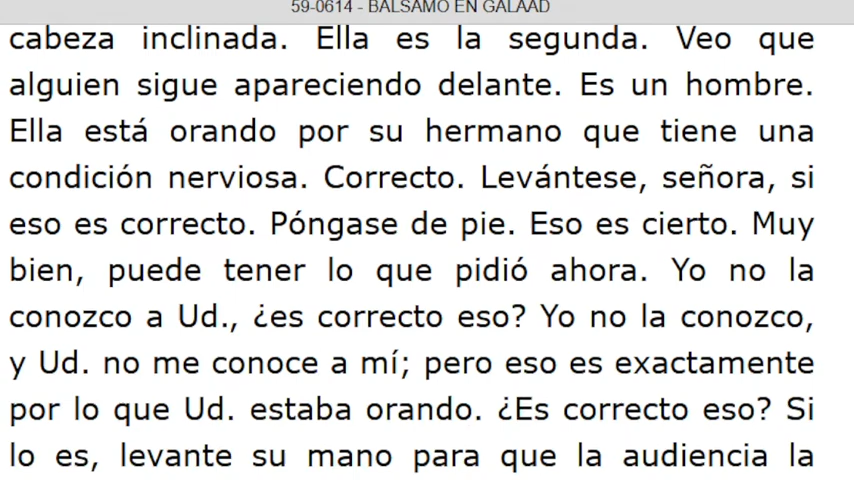 59-0614 - BALSAMO EN GALAAD
cabeza inclinada. Ella es la segunda. Veo que
alguien sigue apareciendo delante. Es un hombre.
Ella está orando por su hermano que tiene una
condición nerviosa. Correcto. Levántese, señora, si
eso es correcto. Póngase de pie. Eso es cierto. Muy
bien, puede tener lo que pidió ahora. Yo no la
conozco a Ud., ¿es correcto eso? Yo no la conozco,
y Ud. no me conoce a mí; pero eso es exactamente
por lo que Ud. estaba orando. ¿Es correcto eso? Si
lo es, levante su mano para que la audiencia la